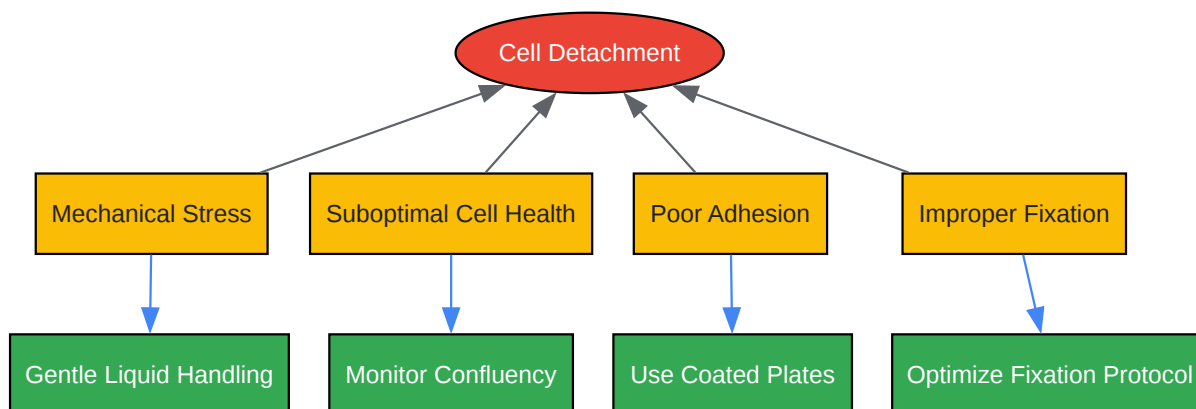 Cell Detachment
Mechanical Stress
Suboptimal Cell Health
Poor Adhesion
Improper Fixation
Gentle Liquid Handling
Monitor Confluency
Use Coated Plates
Optimize Fixation Protocol